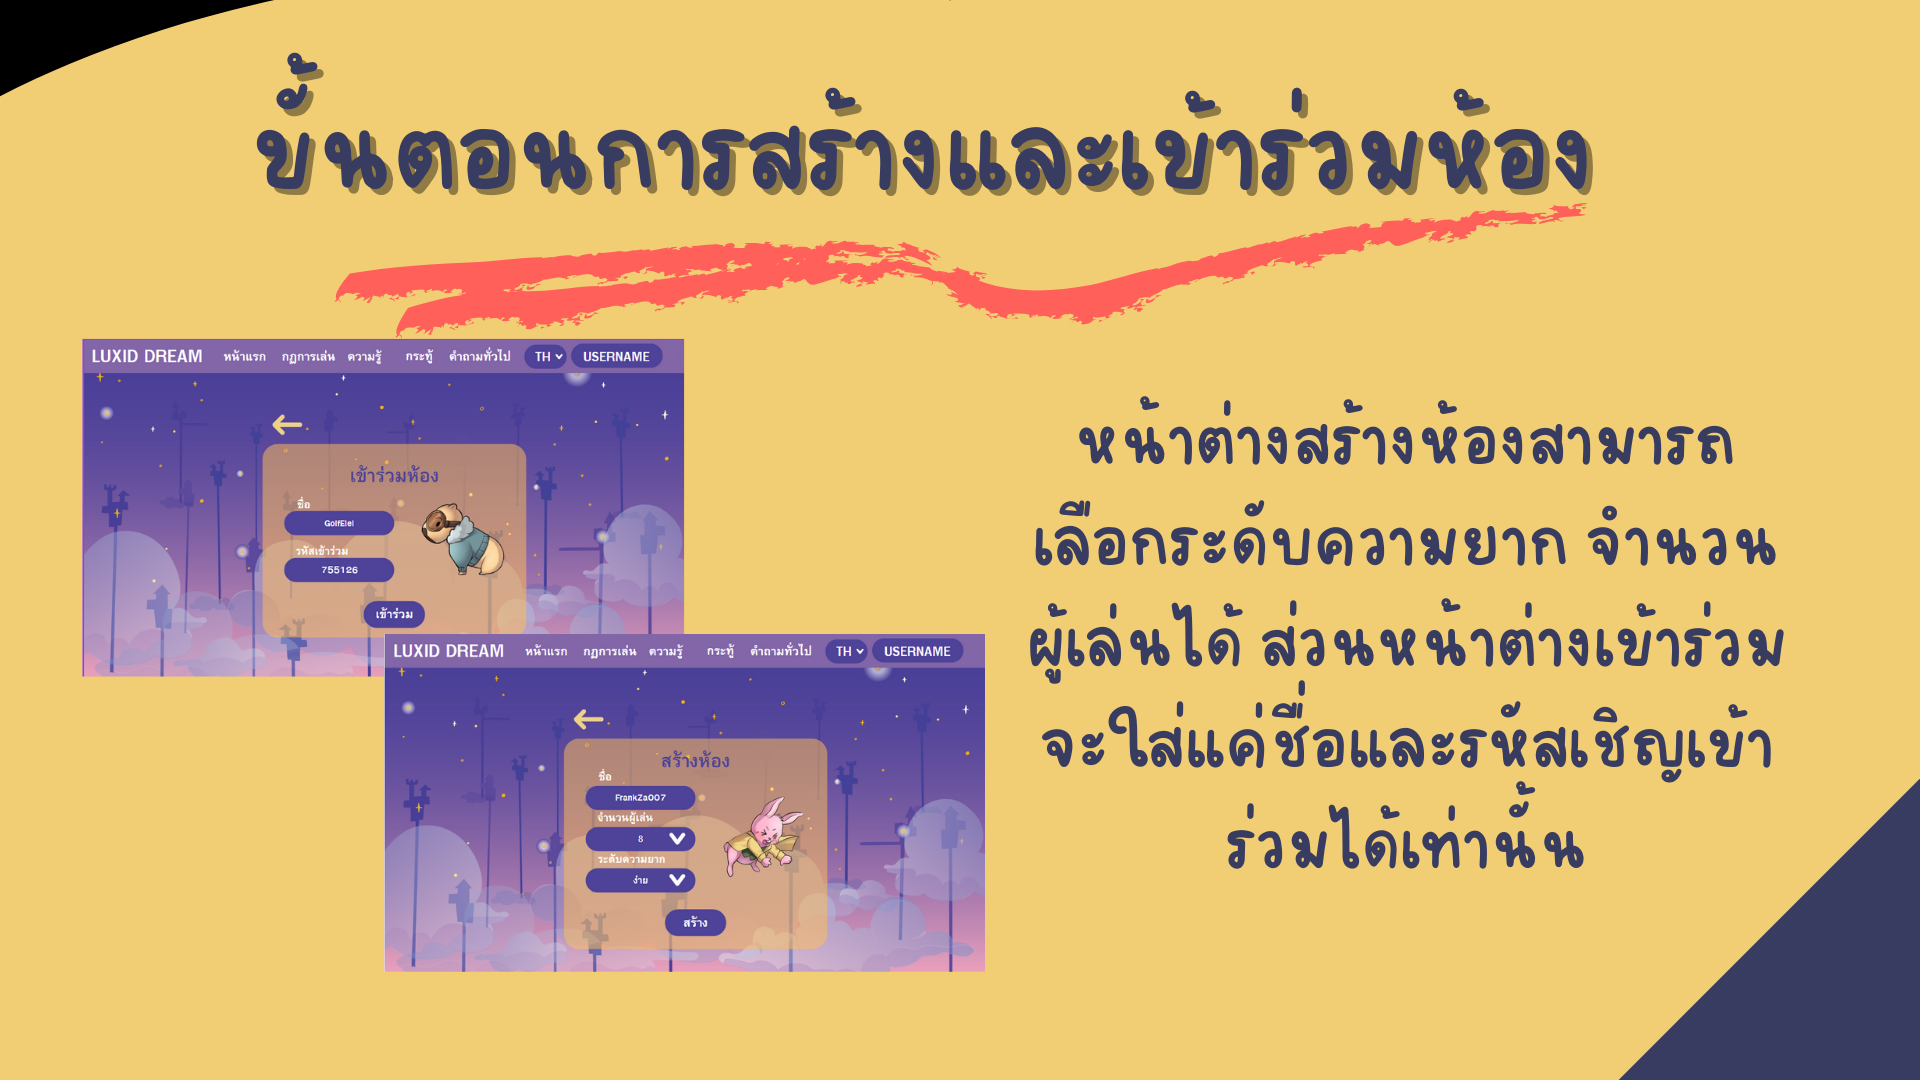 ขั้นตอนการสร้างและเข้าร่วมห้อง
LUXID DREAM หน้าแรก กฏการเล่น ความรู้ กระทู้ คำถามทั่วไป TH USERNAME
เข้าร่วมห้อง
ชื่อ
GolfEiei
รหัสเข้าร่วม
755126
เข้าร่วม
LUXID DREAM หน้าแรก กฏการเล่น ความรู้ กระทู้ คำถามทั่วไป TH USERNAME
สร้างห้อง
ชื่อ
FrankZa007
จำนวนผู้เล่น
8
ระดับความยาก
ง่าย
สร้าง
หน้าต่างสร้างห้องสามารถ
เลือกระดับความยาก จำนวน
ผู้เล่นได้ ส่วนหน้าต่างเข้าร่วม
จะใส่แค่ชื่อและรหัสเชิญเข้า
ร่วมได้เท่านั้น